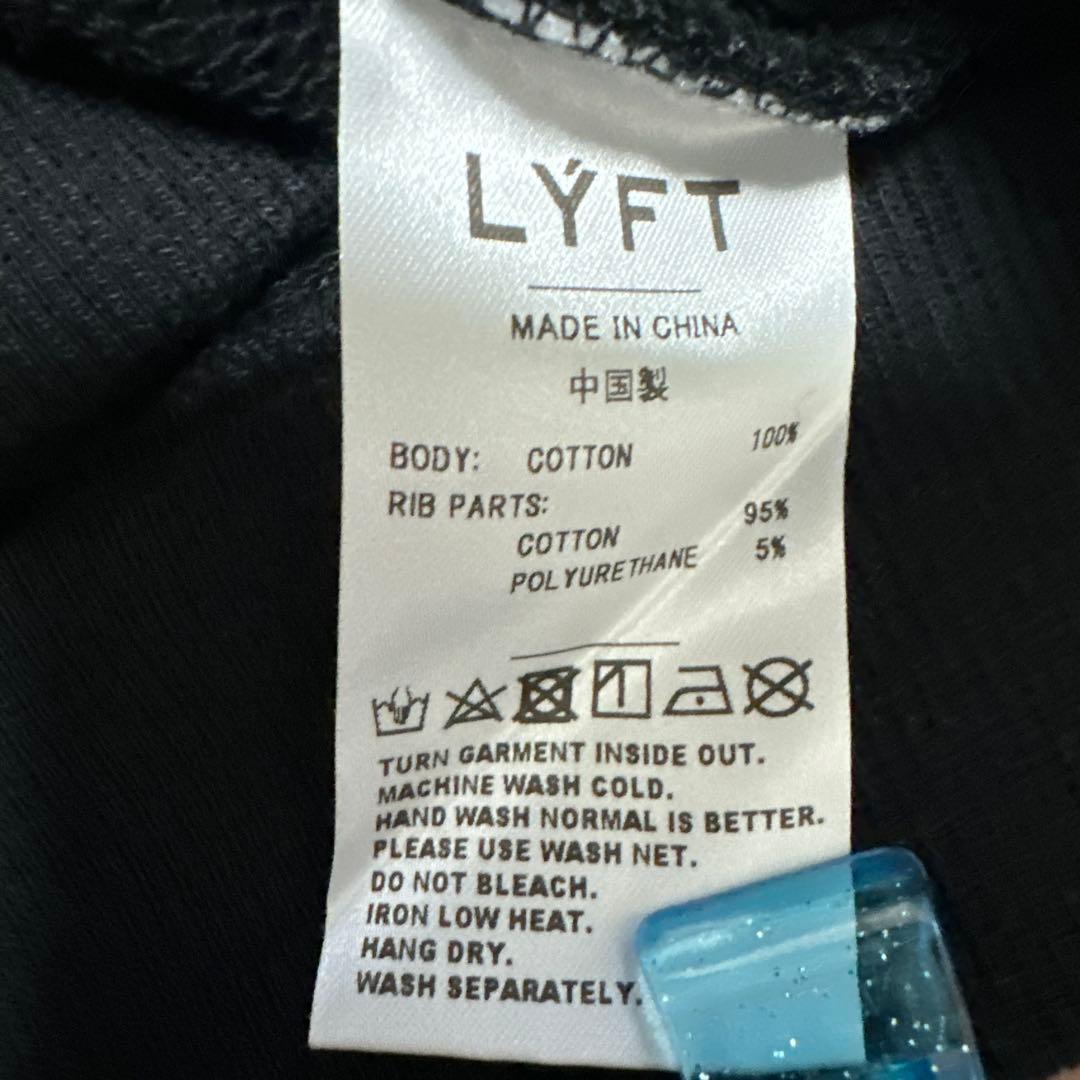 LÝFT
MADE IN CHINA
中国製
BODY: COTTON 100%
RIB PARTS:
COTTON 95%
POLYURETHANE 5%
TURN GARMENT INSIDE OUT.
MACHINE WASH COLD.
HAND WASH NORMAL IS BETTER.
PLEASE USE WASH NET.
DO NOT BLEACH.
IRON LOW HEAT.
HANG DRY.
WASH SEPARATELY.